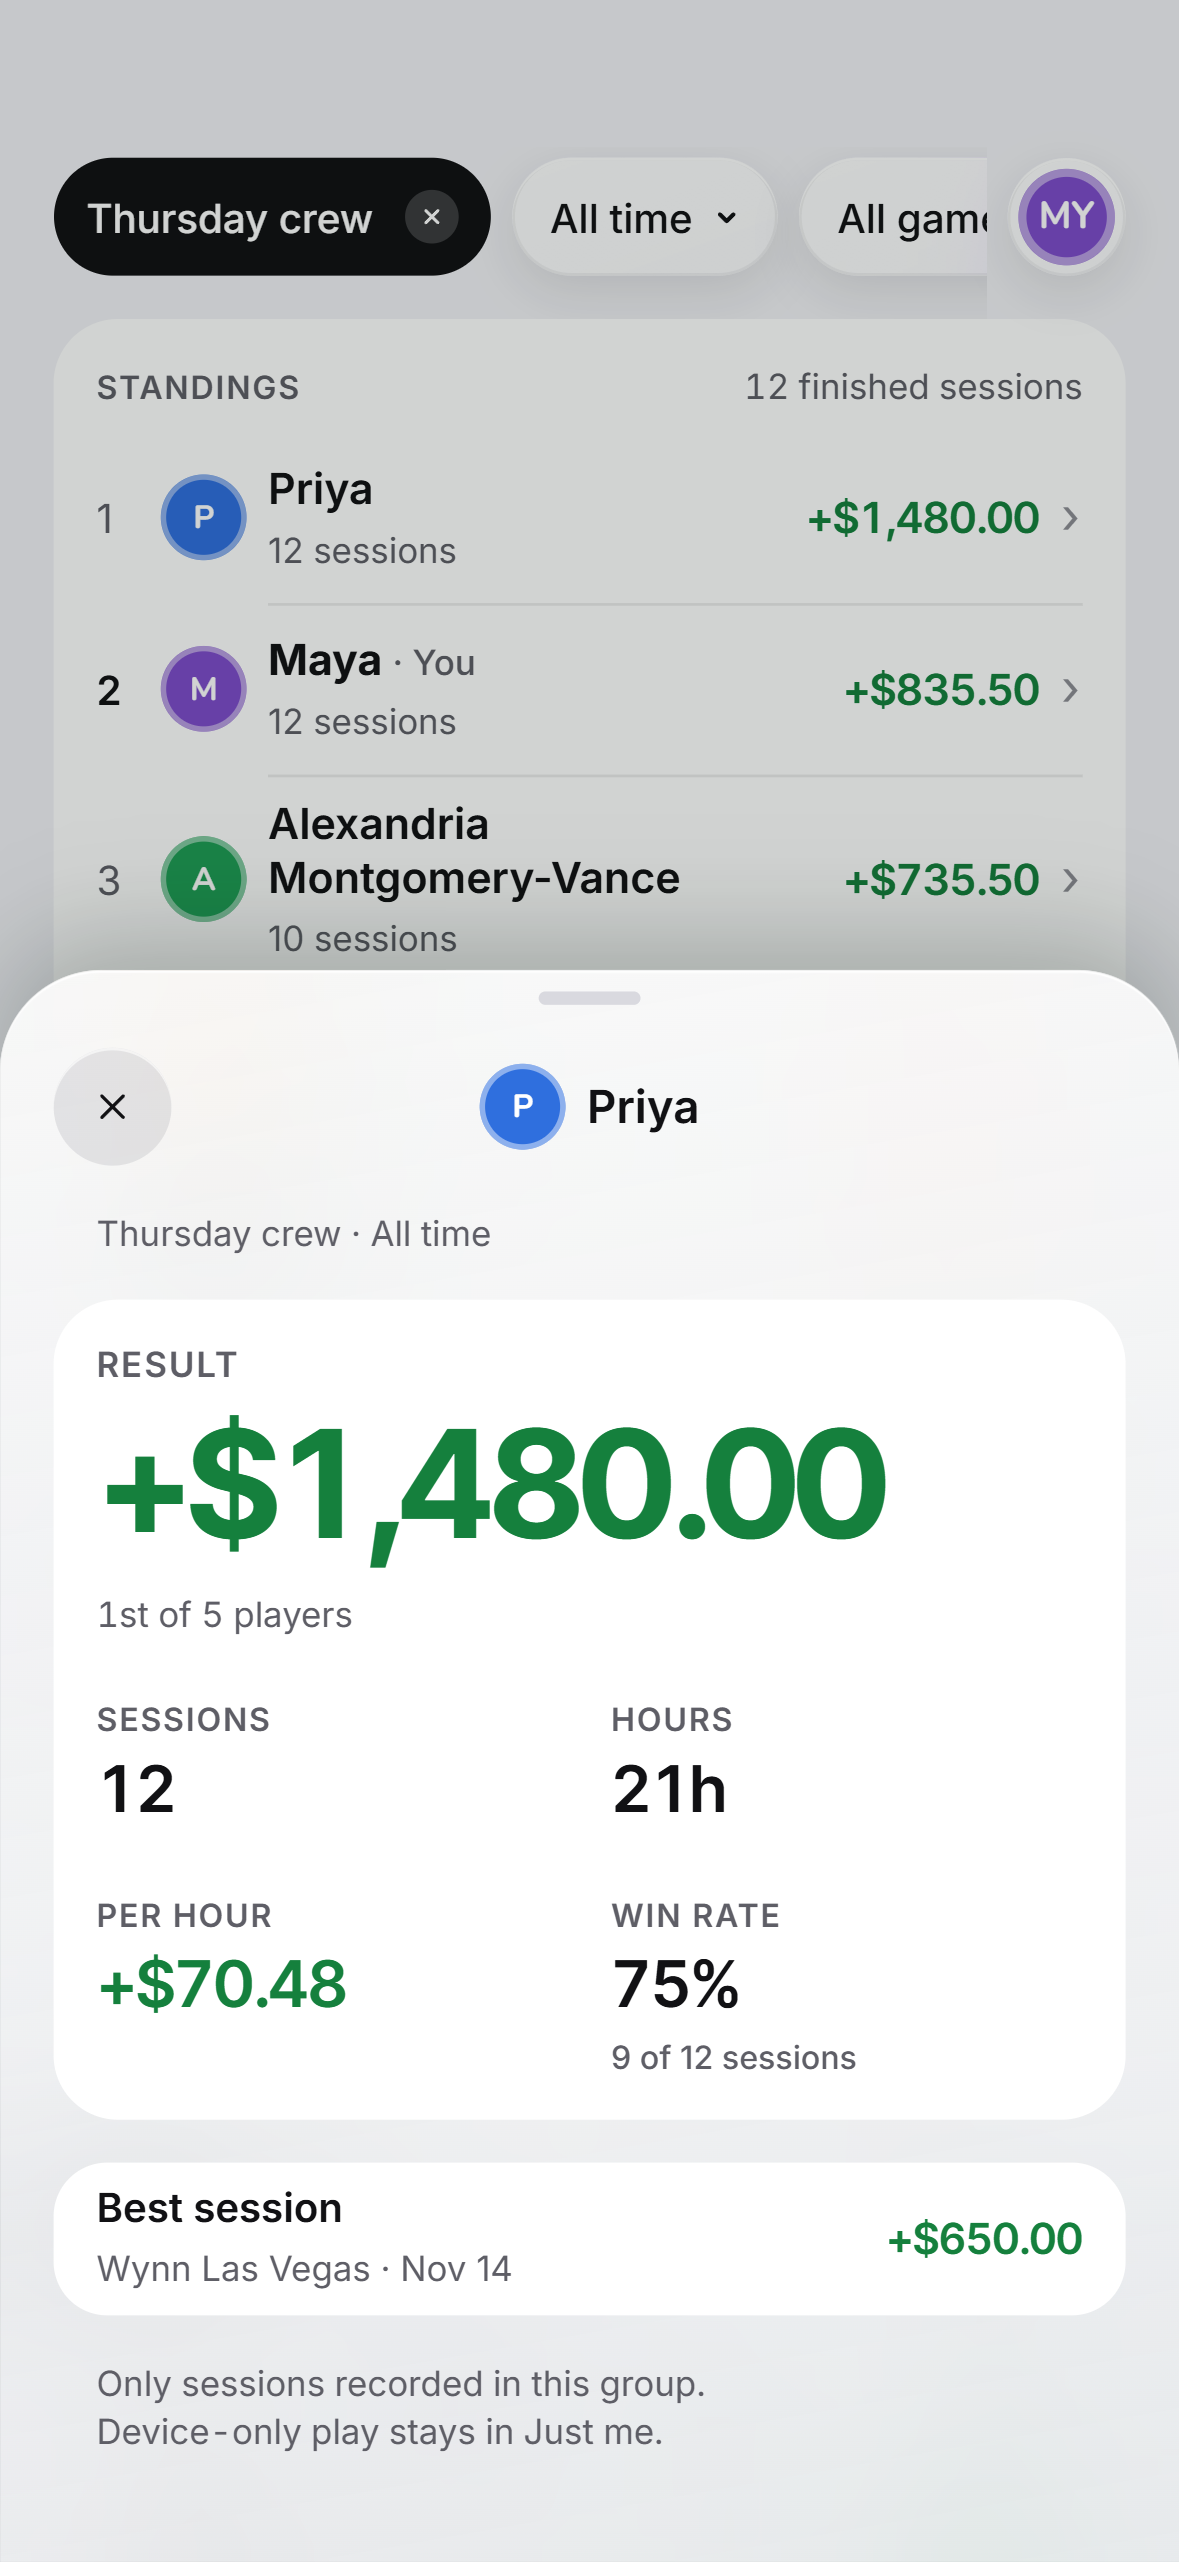 Thursday crew
All time
All game
MY
STANDINGS
12 finished sessions
1
P
Priya
12 sessions
+$1,480.00
2
M
Maya · You
12 sessions
+$835.50
3
A
Alexandria
Montgomery-Vance
10 sessions
+$735.50
P
Priya
Thursday crew · All time
RESULT
+$1,480.00
1st of 5 players
SESSIONS
12
HOURS
21h
PER HOUR
+$70.48
WIN RATE
75%
9 of 12 sessions
Best session
Wynn Las Vegas · Nov 14
+$650.00
Only sessions recorded in this group.
Device-only play stays in Just me.